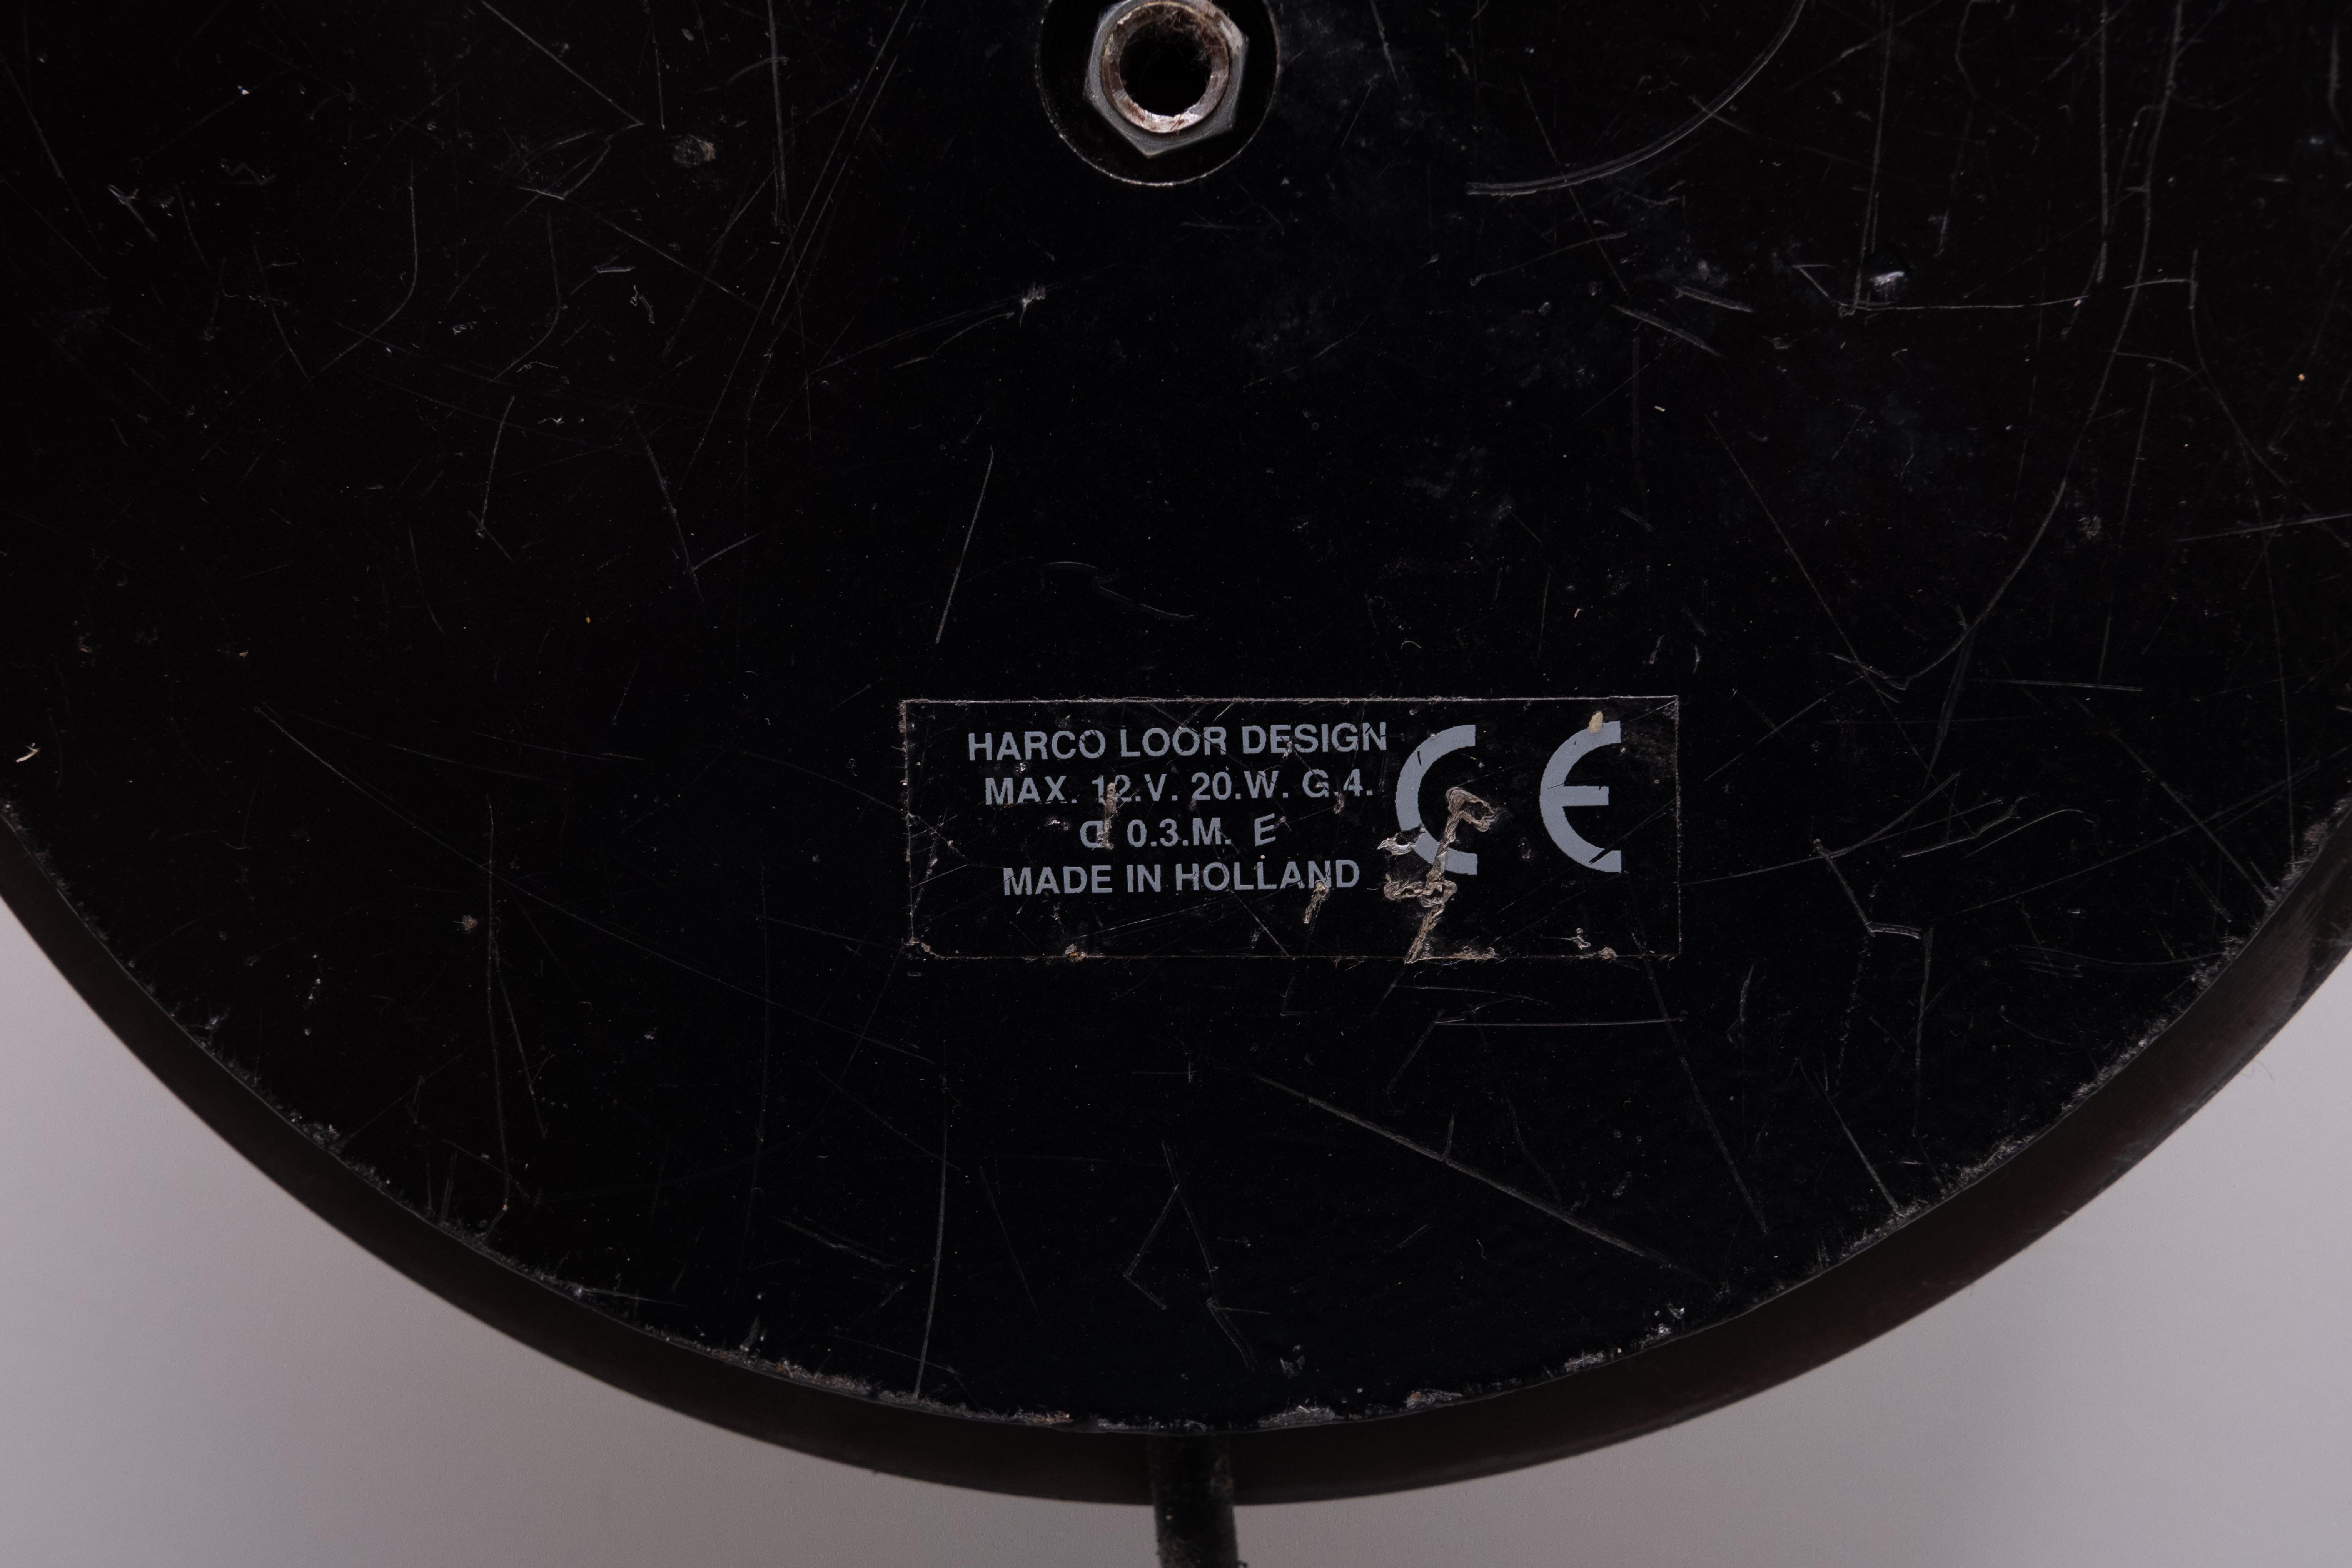 HARCO LOOR DESIGN
MAX. 12.V. 20.W. G.4.
0.3.M. E
MADE IN HOLLAND
CE